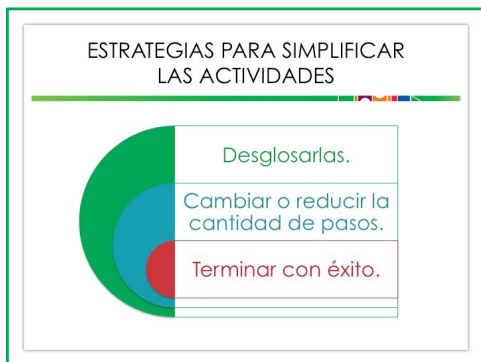 ESTRATEGIAS PARA SIMPLIFICAR
LAS ACTIVIDADES
Desglosarlas.
Cambiar o reducir la
cantidad de pasos.
Terminar con éxito.